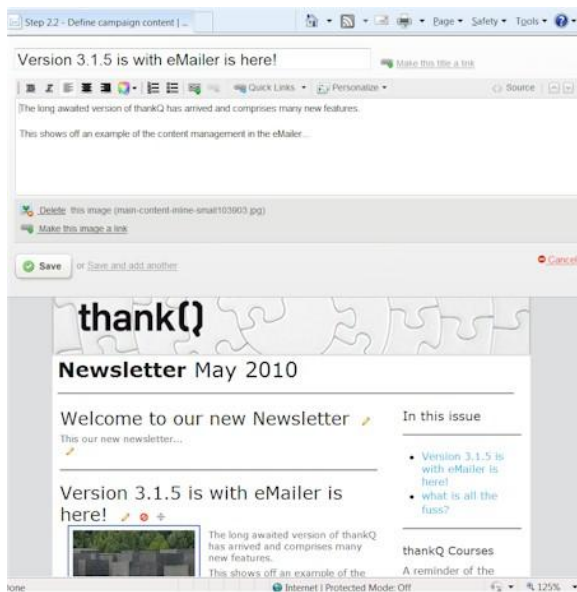 Step 2.2 - Define campaign content | ...
Page Safety Tools
Version 3.1.5 is with eMailer is here!
Make this title a link
B I Quick Links Personalize Source
The long awaited version of thankQ has arrived and comprises many new features.
This shows off an example of the content management in the eMailer...
Delete this image (main-content-inline-small103903.jpg)
Make this image a link
Save or Save and add another
Cancel
thankQ
Newsletter May 2010
Welcome to our new Newsletter
This our new newsletter...
In this issue
Version 3.1.5 is
with eMailer is
here!
what is all the
fuss?
Version 3.1.5 is with eMailer is
here!
The long awaited version of thankQ
has arrived and comprises many
new features.
This shows off an example of the
thankQ Courses
A reminder of the
Done
Internet | Protected Mode: Off
125%